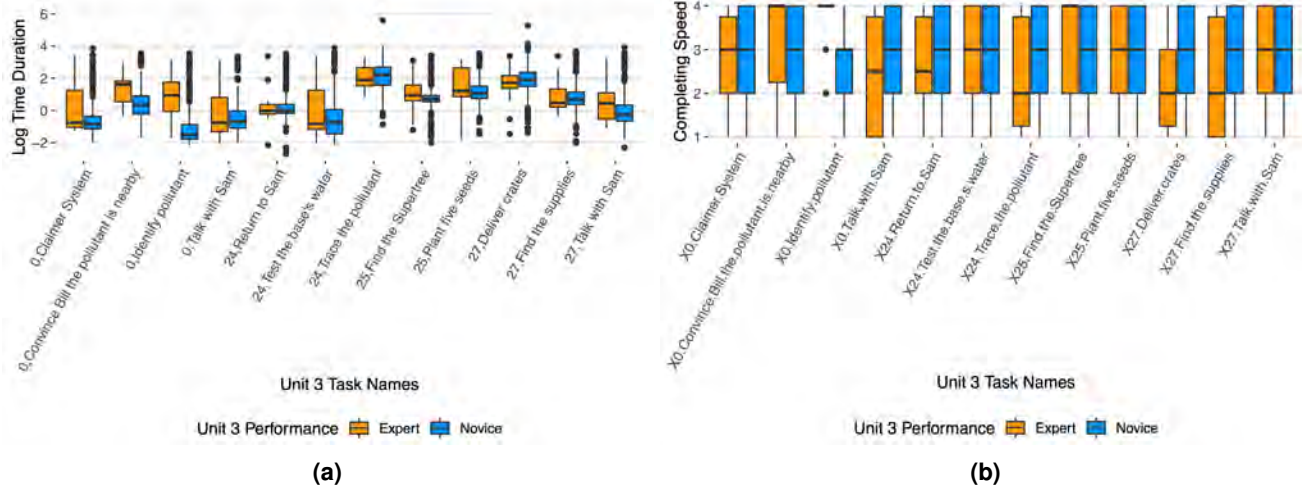 Log Time Duration
6
4
2
0
−2
0,Claimer System
0,Convince Bill the pollutant is nearby
0,Identify pollutant
0,Talk with Sam
24,Return to Sam
24,Test the base's water
24,Trace the pollutant
25,Find the Supertree
25,Plant five seeds
27,Deliver crates
27,Find the supplies
27,Talk with Sam
Unit 3 Task Names
Unit 3 Performance Expert Novice
(a)
Completing Speed
4
3
2
1
X0.Claimer.System
X0.Convince.Bill.the.pollutant.is.nearby
X0.Identify.pollutant
X0.Talk.with.Sam
X24.Return.to.Sam
X24.Test.the.base.s.water
X24.Trace.the.pollutant
X25.Find.the.Supertree
X25.Plant.five.seeds
X27.Deliver.crates
X27.Find.the.supplies
X27.Talk.with.Sam
Unit 3 Task Names
Unit 3 Performance Expert Novice
(b)